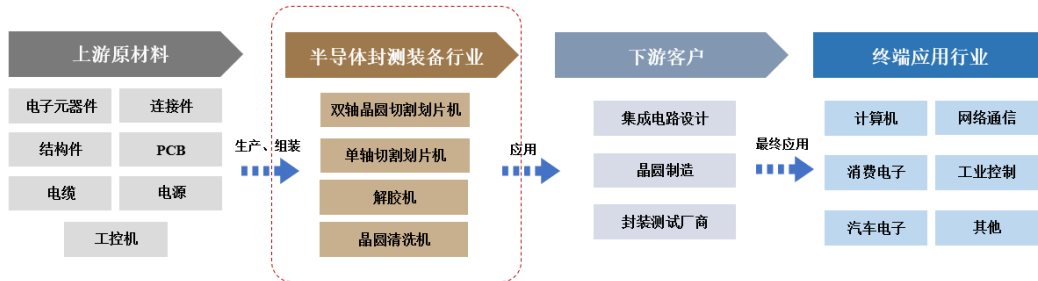 上游原材料
电子元器件
连接件
结构件
PCB
电缆
电源
工控机
生产、组装
半导体封测装备行业
双轴晶圆切割划片机
单轴切割划片机
解胶机
晶圆清洗机
应用
下游客户
集成电路设计
晶圆制造
封装测试厂商
最终应用
终端应用行业
计算机
网络通信
消费电子
工业控制
汽车电子
其他